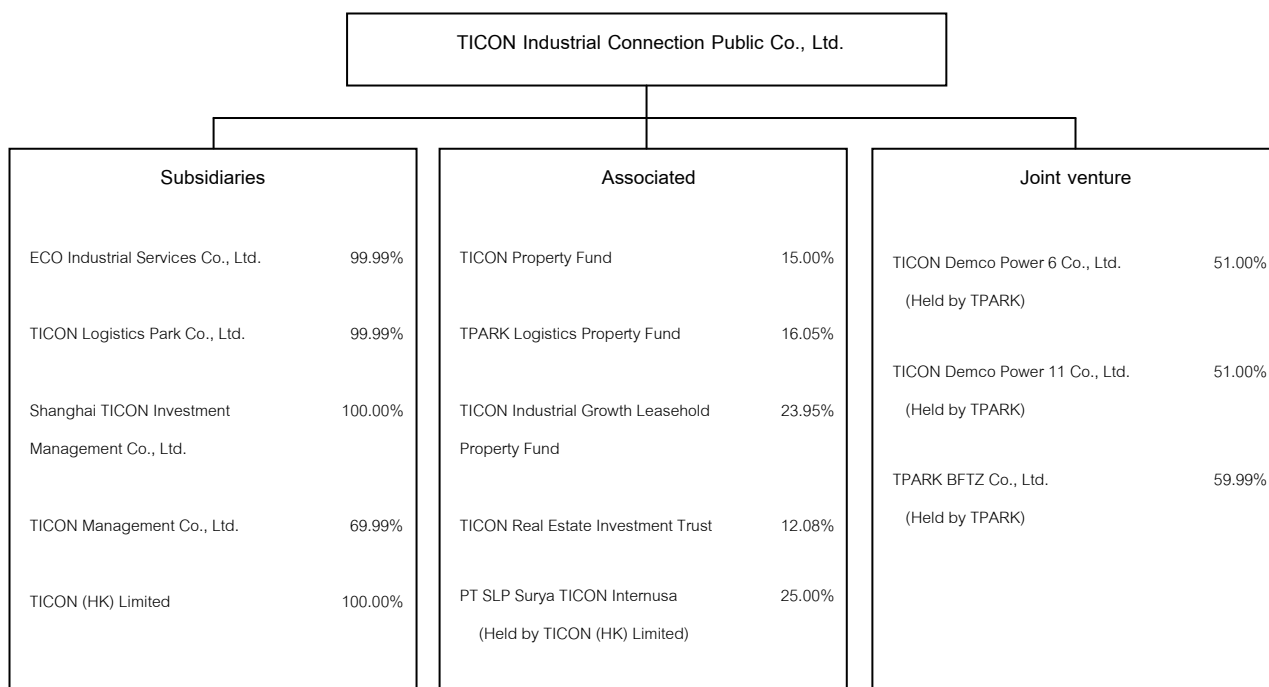 TICON Industrial Connection Public Co., Ltd.
Subsidiaries
ECO Industrial Services Co., Ltd. 99.99%
TICON Logistics Park Co., Ltd. 99.99%
Shanghai TICON Investment 100.00%
Management Co., Ltd.
TICON Management Co., Ltd. 69.99%
TICON (HK) Limited 100.00%
Associated
TICON Property Fund 15.00%
TPARK Logistics Property Fund 16.05%
TICON Industrial Growth Leasehold 23.95%
Property Fund
TICON Real Estate Investment Trust 12.08%
PT SLP Surya TICON Internusa 25.00%
(Held by TICON (HK) Limited)
Joint venture
TICON Demco Power 6 Co., Ltd. 51.00%
(Held by TPARK)
TICON Demco Power 11 Co., Ltd. 51.00%
(Held by TPARK)
TPARK BFTZ Co., Ltd. 59.99%
(Held by TPARK)